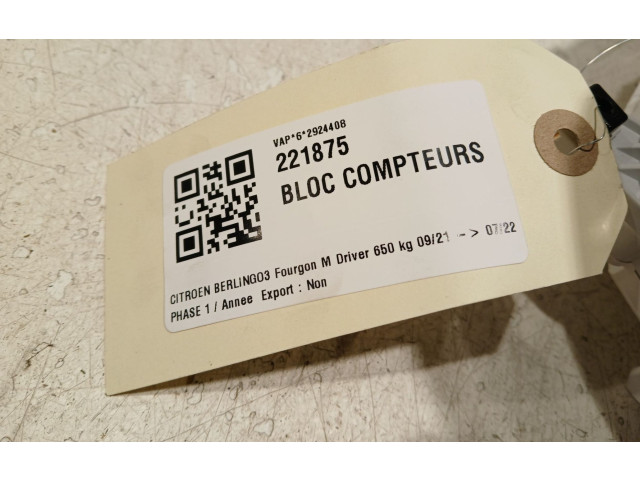 VAP*6*2924408
221875
BLOC COMPTEURS
CITROEN BERLINGO3 Fourgon M Driver 650 kg 09/21 -> 07/22
PHASE 1 / Annee Export : Non